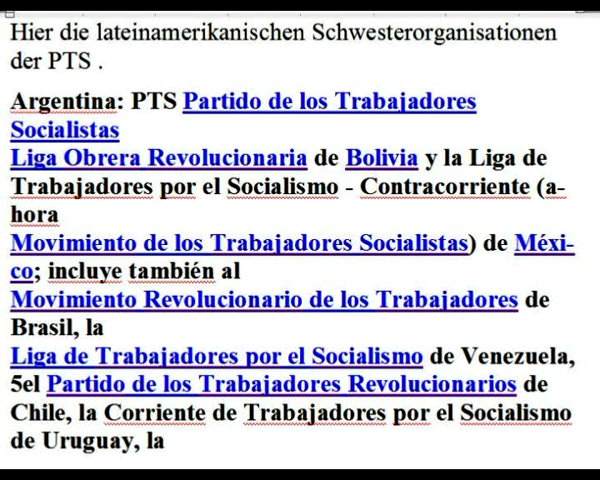 Hier die lateinamerikanischen Schwesterorganisationen
der PTS .
Argentina: PTS Partido de los Trabajadores
Socialistas
Liga Obrera Revolucionaria de Bolivia y la Liga de
Trabajadores por el Socialismo - Contracorriente (a-
hora
Movimiento de los Trabajadores Socialistas) de Méxi-
co; incluye también al
Movimiento Revolucionario de los Trabajadores de
Brasil, la
Liga de Trabajadores por el Socialismo de Venezuela,
5el Partido de los Trabajadores Revolucionarios de
Chile, la Corriente de Trabajadores por el Socialismo
de Uruguay, la